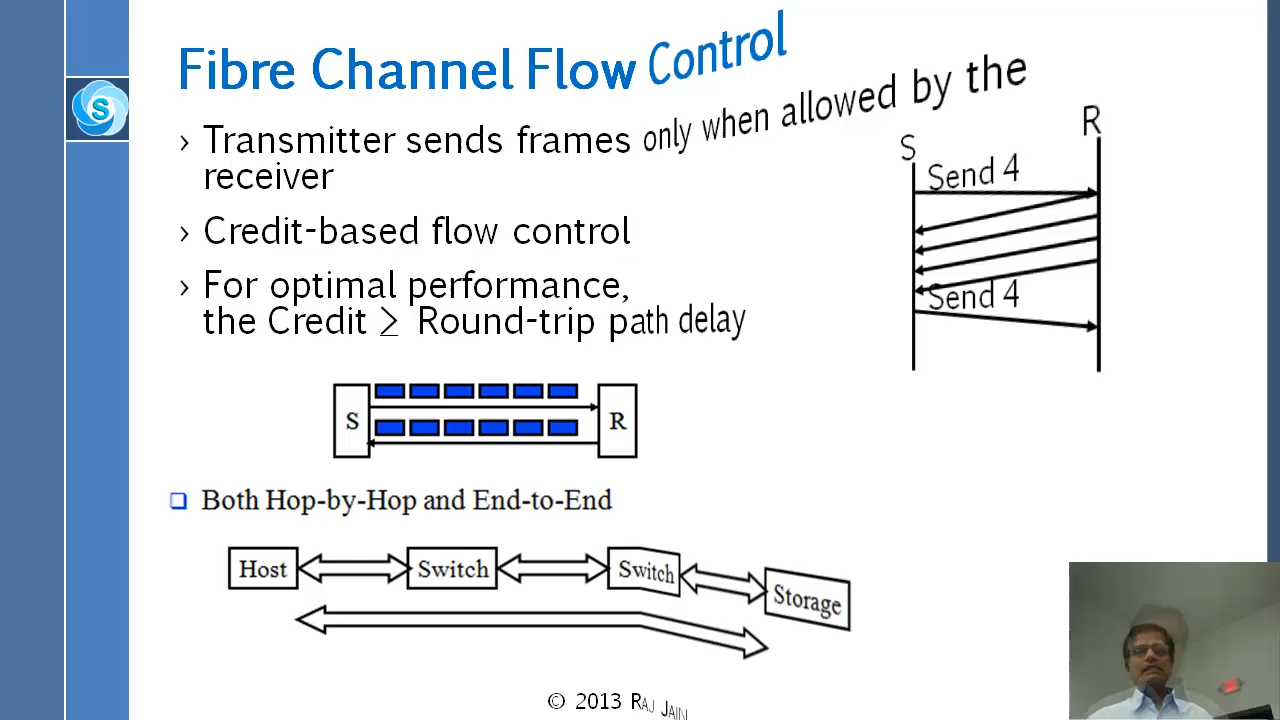 Fibre Channel Flow Control
› Transmitter sends frames only when allowed by the
receiver
› Credit-based flow control
› For optimal performance,
the Credit ≥ Round-trip path delay
S R
Send 4
Send 4
S R
❑ Both Hop-by-Hop and End-to-End
Host Switch Switch Storage
© 2013 Raj Jain
S